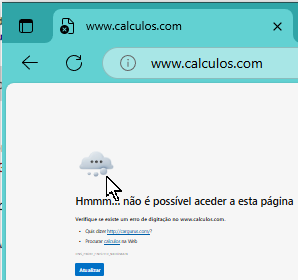 www.calculos.com
www.calculos.com
Hmmm... não é possível aceder a esta página
Verifique se existe um erro de digitação no www.calculos.com.
Procurar calculos na Web
Atualizar